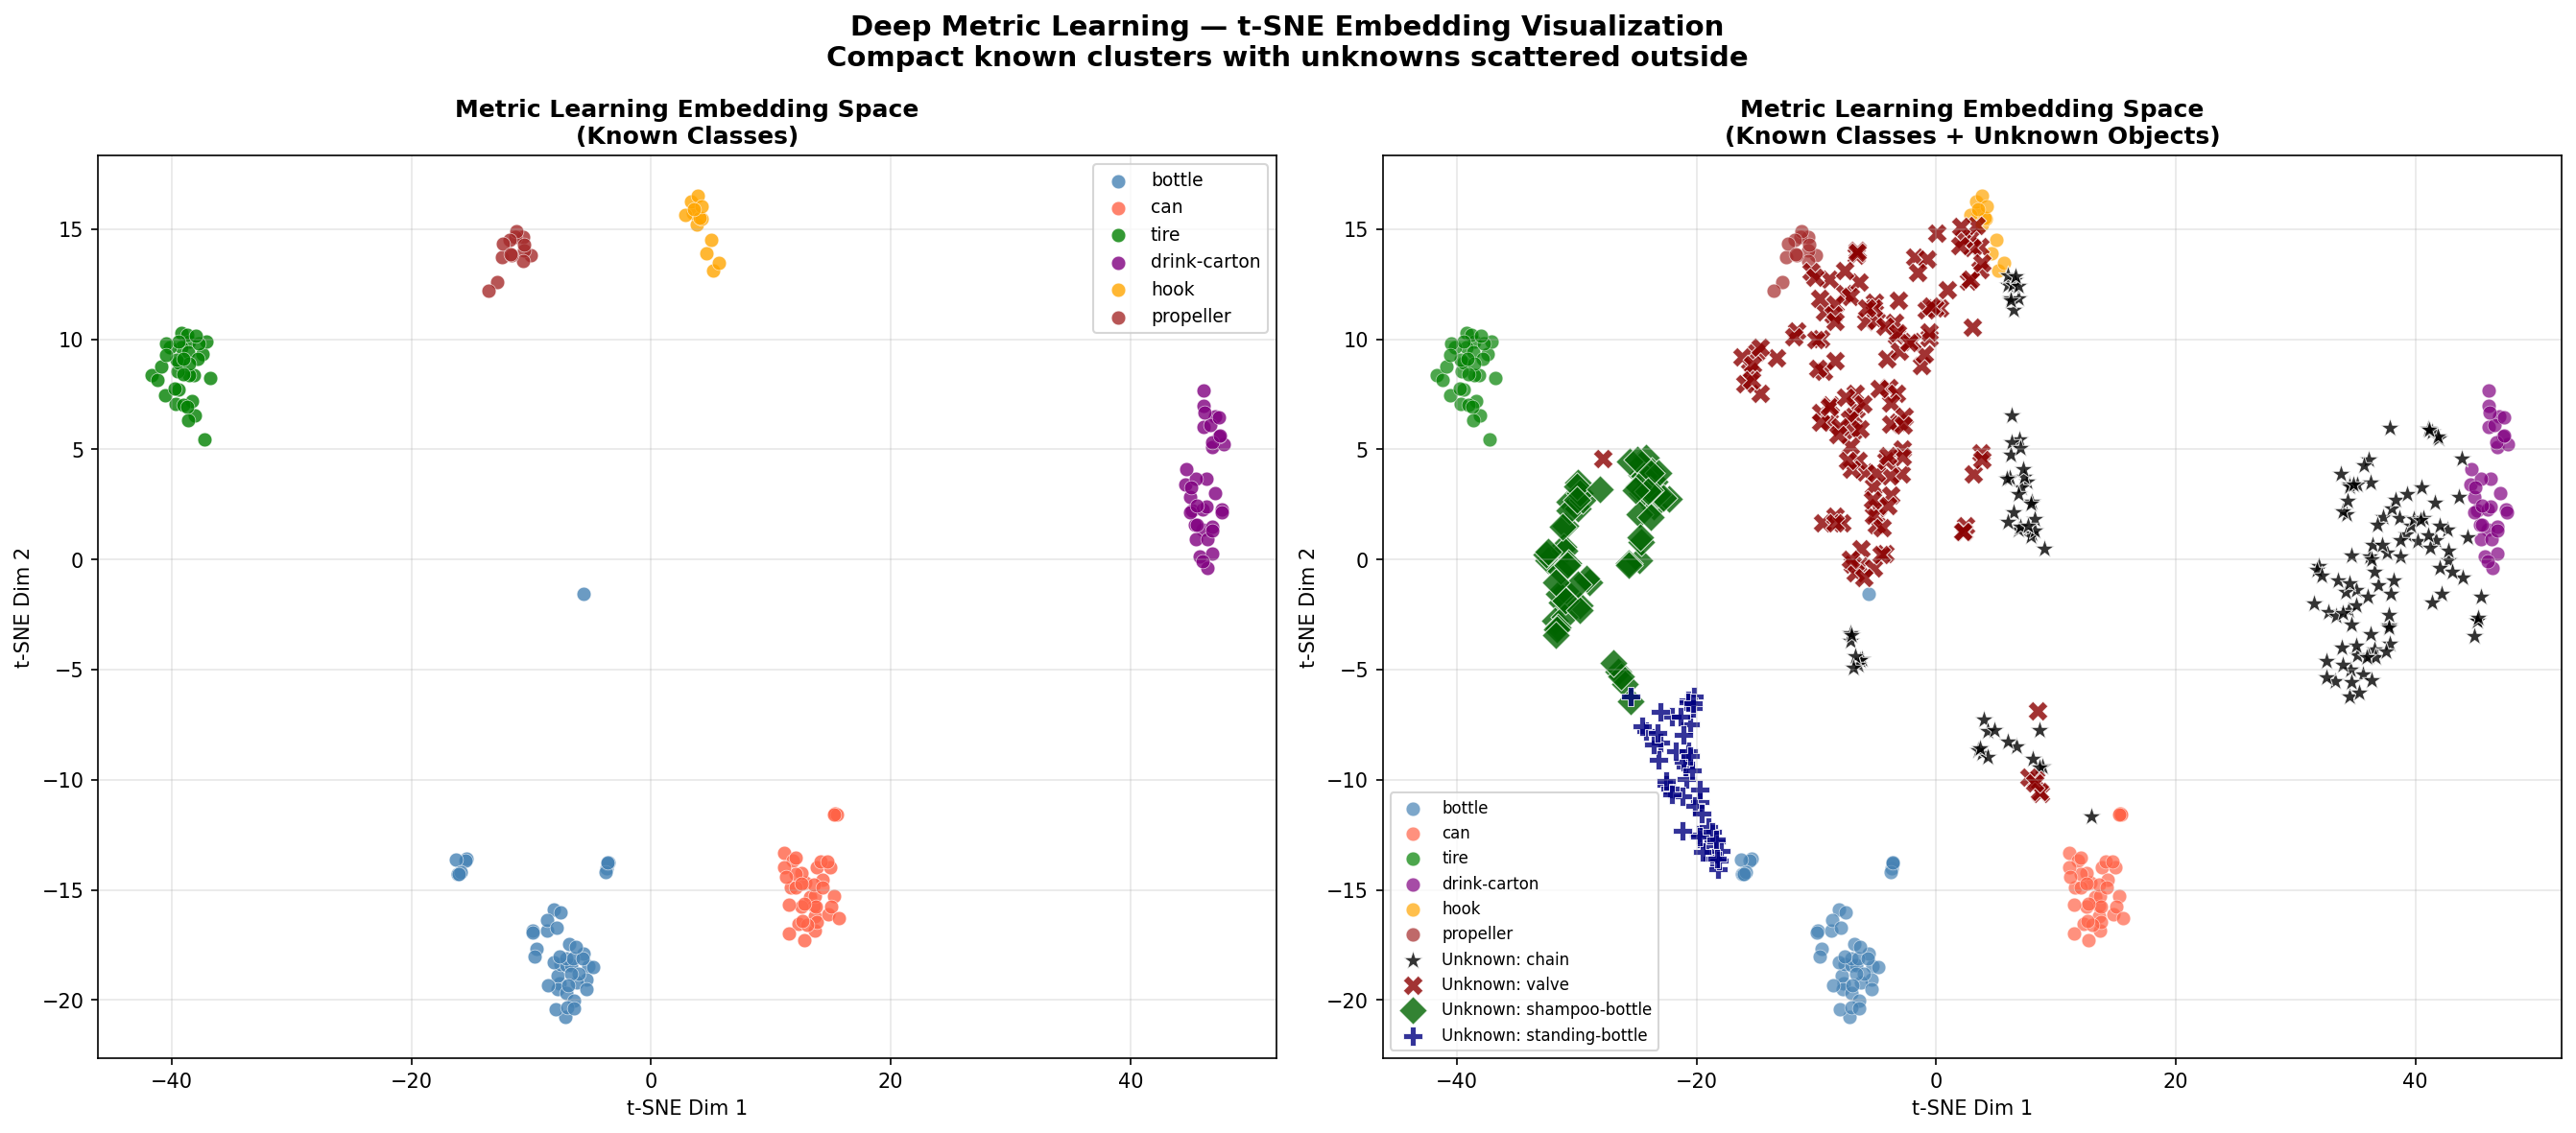 Deep Metric Learning — t-SNE Embedding Visualization
Compact known clusters with unknowns scattered outside
Metric Learning Embedding Space
(Known Classes)
bottle
can
tire
drink-carton
hook
propeller
15
10
5
0
−5
−10
−15
−20
t-SNE Dim 2
−40
−20
0
20
40
t-SNE Dim 1
Metric Learning Embedding Space
(Known Classes + Unknown Objects)
15
10
5
0
−5
−10
−15
−20
t-SNE Dim 2
bottle
can
tire
drink-carton
hook
propeller
Unknown: chain
Unknown: valve
Unknown: shampoo-bottle
Unknown: standing-bottle
−40
−20
0
20
40
t-SNE Dim 1